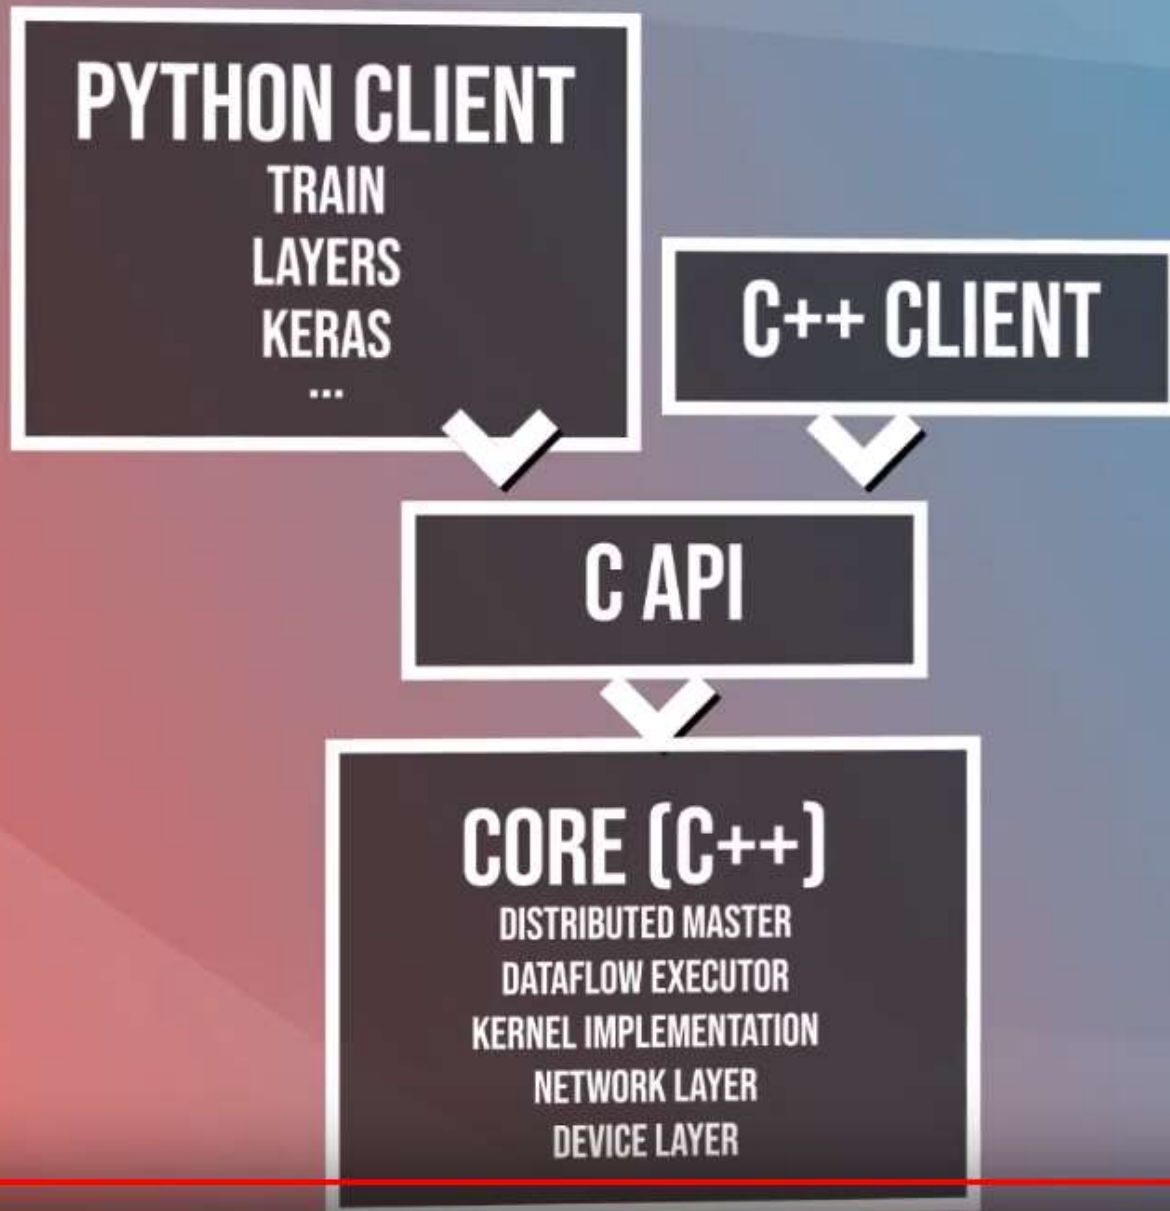 PYTHON CLIENT
TRAIN
LAYERS
KERAS
...
C++ CLIENT
C API
CORE (C++)
DISTRIBUTED MASTER
DATAFLOW EXECUTOR
KERNEL IMPLEMENTATION
NETWORK LAYER
DEVICE LAYER